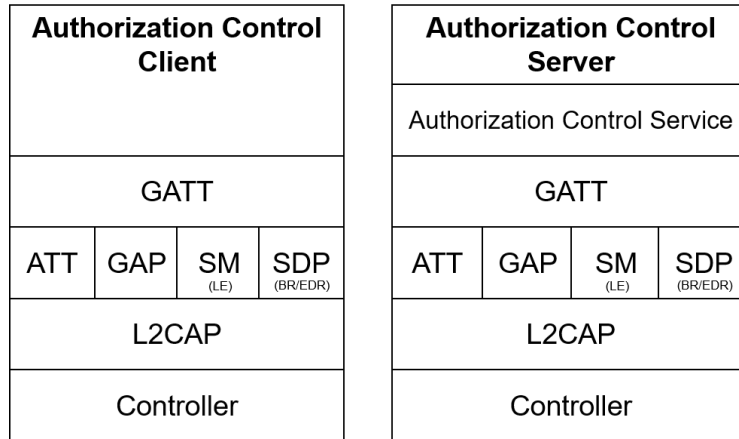 Authorization Control
Client
GATT
ATT
GAP
SM
(LE)
SDP
(BR/EDR)
L2CAP
Controller
Authorization Control
Server
Authorization Control Service
GATT
ATT
GAP
SM
(LE)
SDP
(BR/EDR)
L2CAP
Controller